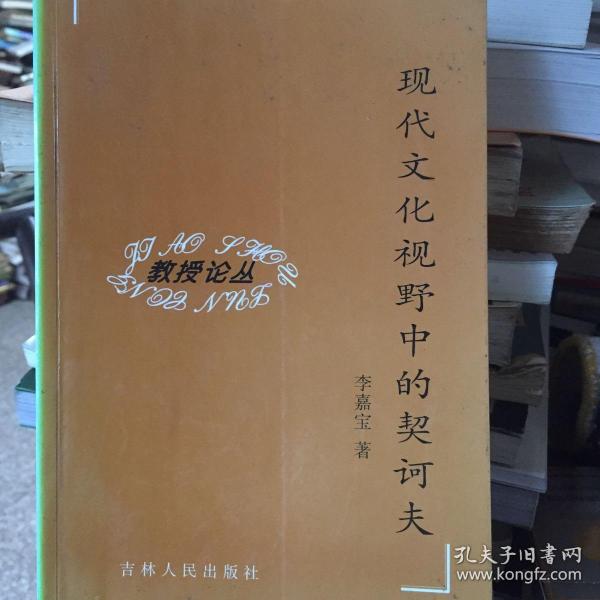 现代文化视野中的契诃夫
李嘉宝 著
JIAO SHOU
教授论丛
LUN CONG
吉林人民出版社
孔夫子旧书网
www.kongfz.com